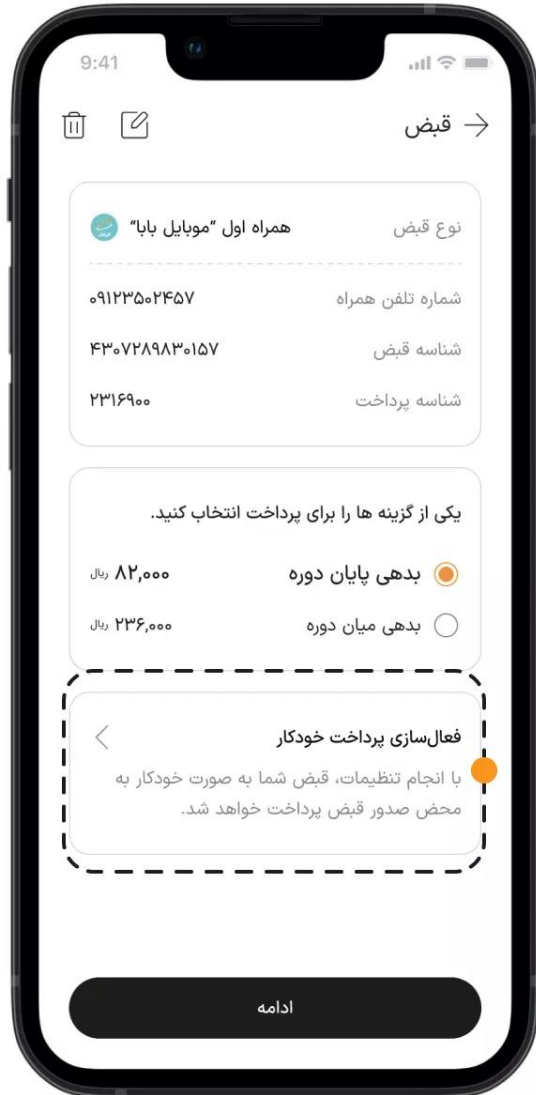 9:41
قبض
نوع قبض همراه اول “موبایل بابا“
شماره تلفن همراه ۰۹۱۲۳۵۰۲۴۵۷
شناسه قبض ۴۳۰۷۲۸۹۸۳۰۱۵۷
شناسه پرداخت ۲۳۱۶۹۰۰
یکی از گزینه ها را برای پرداخت انتخاب کنید.
بدهی پایان دوره ۸۲,۰۰۰ ریال
بدهی میان دوره ۲۳۶,۰۰۰ ریال
فعال‌سازی پرداخت خودکار
با انجام تنظیمات، قبض شما به صورت خودکار به
محض صدور قبض پرداخت خواهد شد.
ادامه